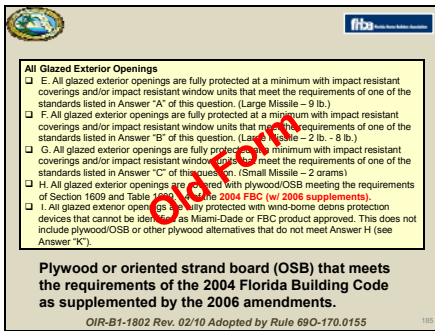 fhba Florida Home Builders Association
All Glazed Exterior Openings
❑ E. All glazed exterior openings are fully protected at a minimum with impact resistant
coverings and/or impact resistant window units that meet the requirements of one of the
standards listed in Answer “A” of this question. (Large Missile – 9 lb.)
❑ F. All glazed exterior openings are fully protected at a minimum with impact resistant
coverings and/or impact resistant window units that meet the requirements of one of the
standards listed in Answer “B” of this question. (Large Missile – 2 lb. - 8 lb.)
❑ G. All glazed exterior openings are fully protected at a minimum with impact resistant
coverings and/or impact resistant window units that meet the requirements of one of the
standards listed in Answer “C” of this question. (Small Missile – 2 grams)
❑ H. All glazed exterior openings are covered with plywood/OSB meeting the requirements
of Section 1609 and Table of the 2004 FBC (w/ 2006 supplements).
❑ I. All glazed exterior openings are fully protected with wind-borne debris protection
devices that cannot be identified as Miami-Dade or FBC product approved. This does not
include plywood/OSB or other plywood alternatives that do not meet Answer H (see
Answer “K”).
Old Form
Plywood or oriented strand board (OSB) that meets
the requirements of the 2004 Florida Building Code
as supplemented by the 2006 amendments.
OIR-B1-1802 Rev. 02/10 Adopted by Rule 69O-170.0155
185